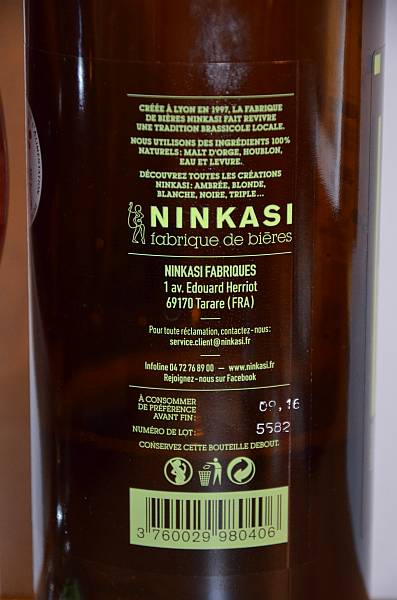 CRÉÉE À LYON EN 1997, LA FABRIQUE
DE BIÈRES NINKASI FAIT REVIVRE
UNE TRADITION BRASSICOLE LOCALE.
NOUS UTILISONS DES INGRÉDIENTS 100%
NATURELS : MALT D'ORGE, HOUBLON,
EAU ET LEVURE.
DÉCOUVREZ TOUTES LES CRÉATIONS
NINKASI : AMBRÉE, BLONDE,
BLANCHE, NOIRE, TRIPLE...
NINKASI
fabrique de bières
NINKASI FABRIQUES
1 av. Edouard Herriot
69170 Tarare (FRA)
Pour toute réclamation, contactez-nous :
service.client@ninkasi.fr
Infoline 04 72 76 89 00 — www.ninkasi.fr
Rejoignez-nous sur Facebook
À CONSOMMER
DE PRÉFÉRENCE
AVANT FIN : 09.16
NUMÉRO DE LOT : 5582
CONSERVEZ CETTE BOUTEILLE DEBOUT.
3 760029 980406